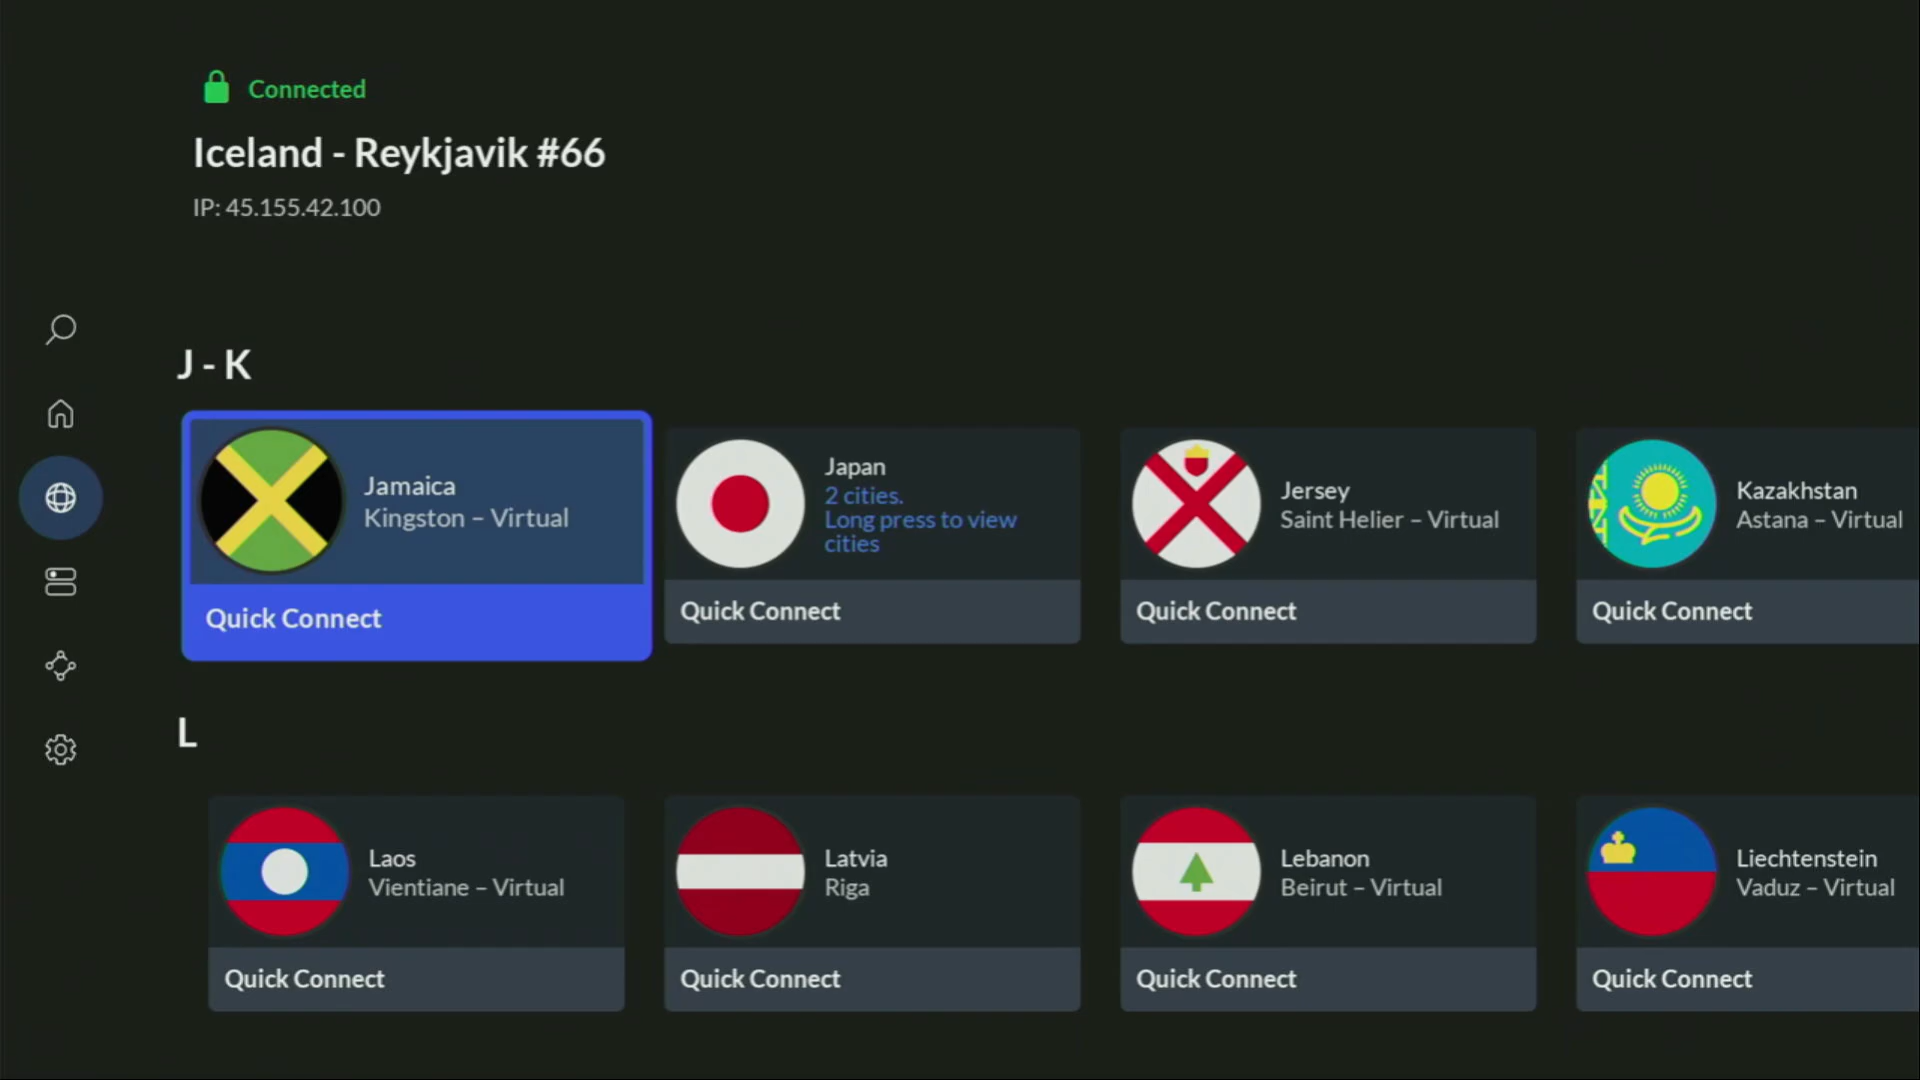 Connected
Iceland - Reykjavik #66
IP: 45.155.42.100
J - K
Jamaica
Kingston – Virtual
Quick Connect
Japan
2 cities.
Long press to view
cities
Quick Connect
Jersey
Saint Helier – Virtual
Quick Connect
Kazakhstan
Astana – Virtual
Quick Connect
L
Laos
Vientiane – Virtual
Quick Connect
Latvia
Riga
Quick Connect
Lebanon
Beirut – Virtual
Quick Connect
Liechtenstein
Vaduz – Virtual
Quick Connect